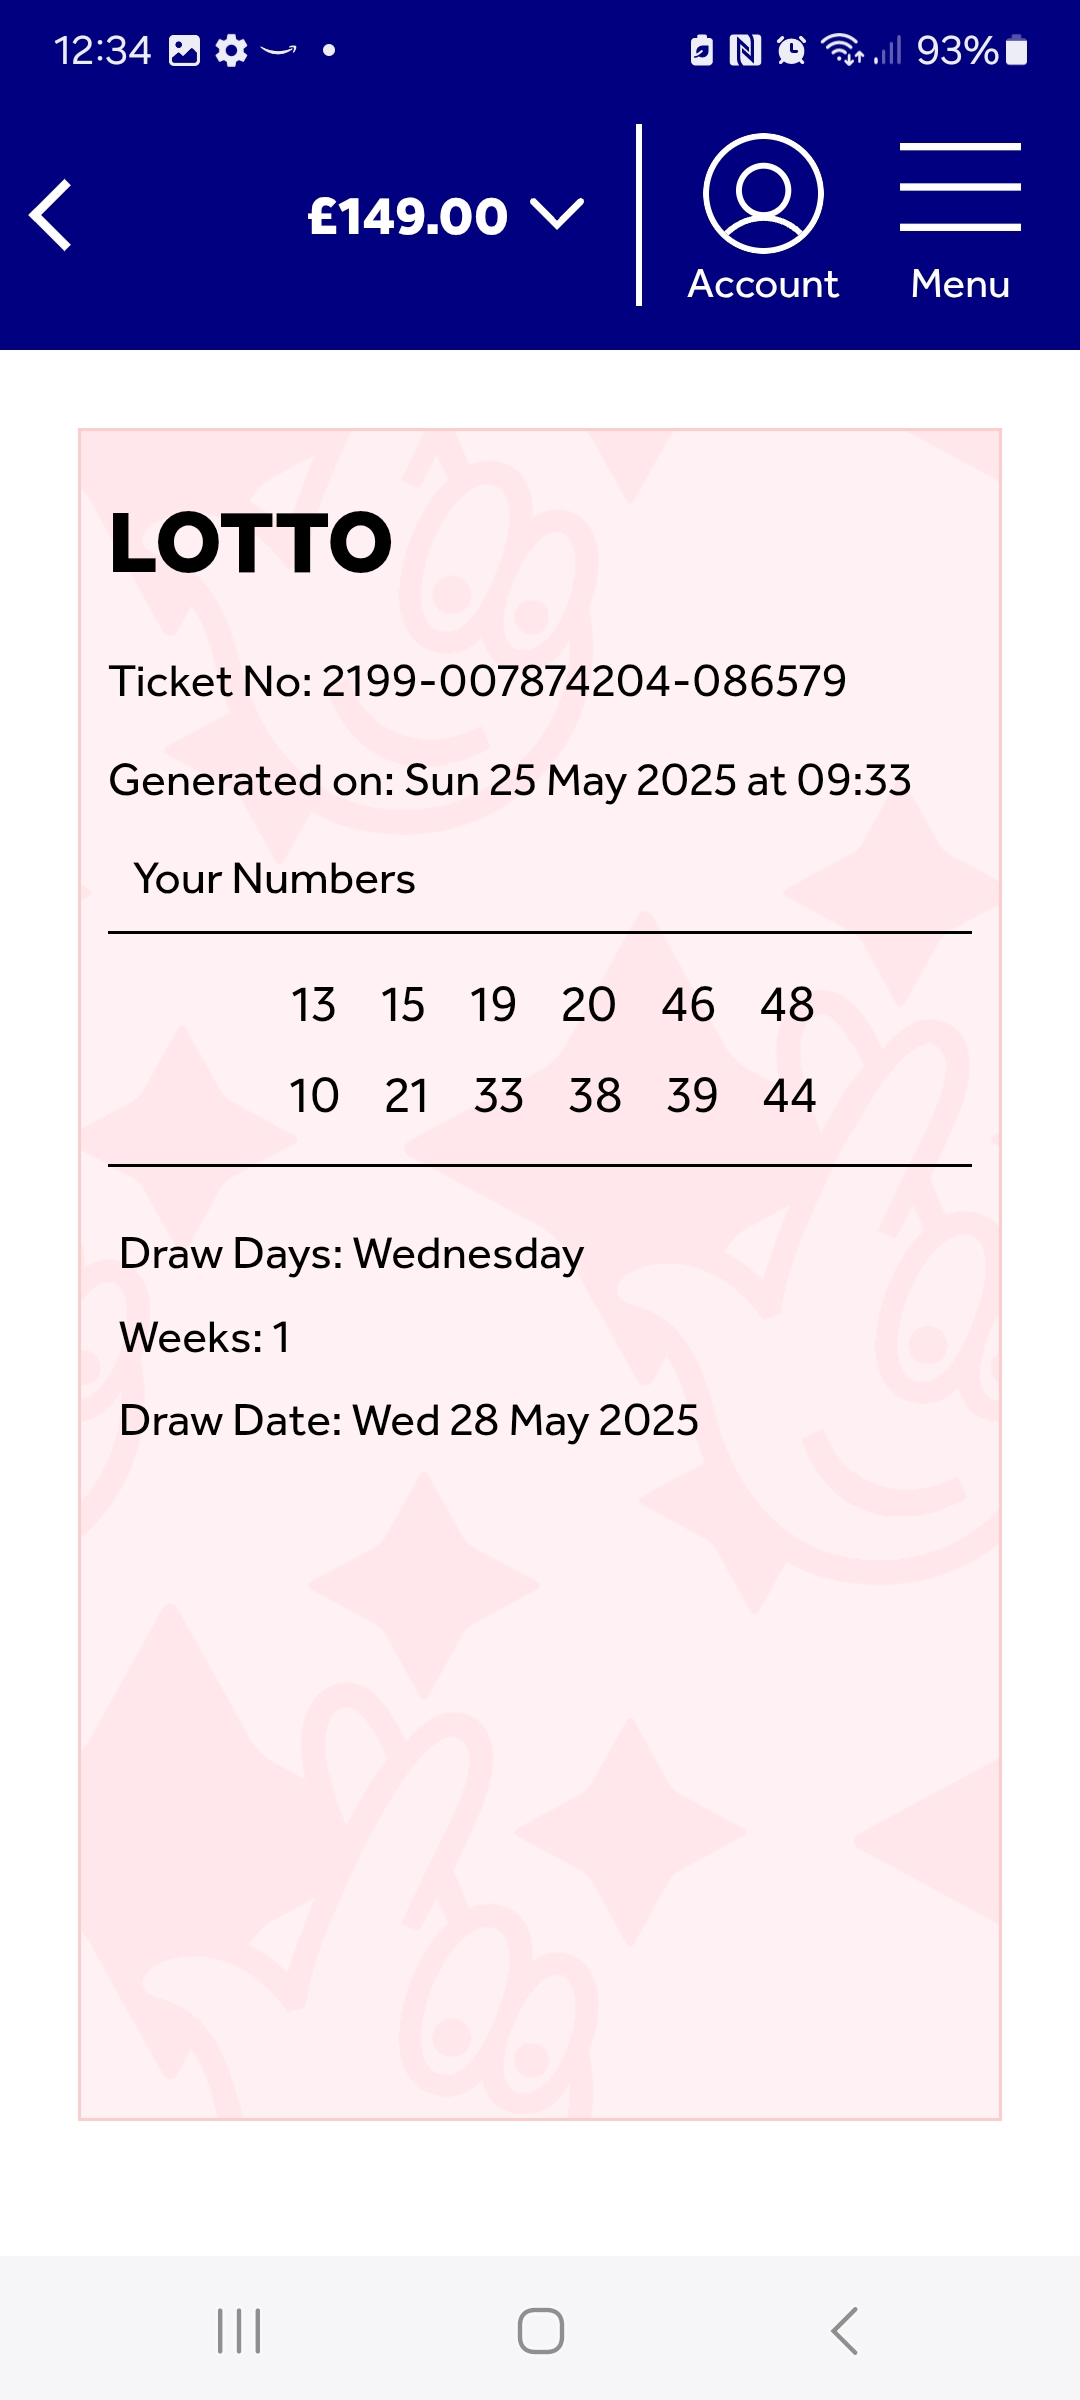 12:34 93%
£149.00
Account Menu
LOTTO
Ticket No: 2199-007874204-086579
Generated on: Sun 25 May 2025 at 09:33
Your Numbers
13 15 19 20 46 48
10 21 33 38 39 44
Draw Days: Wednesday
Weeks: 1
Draw Date: Wed 28 May 2025